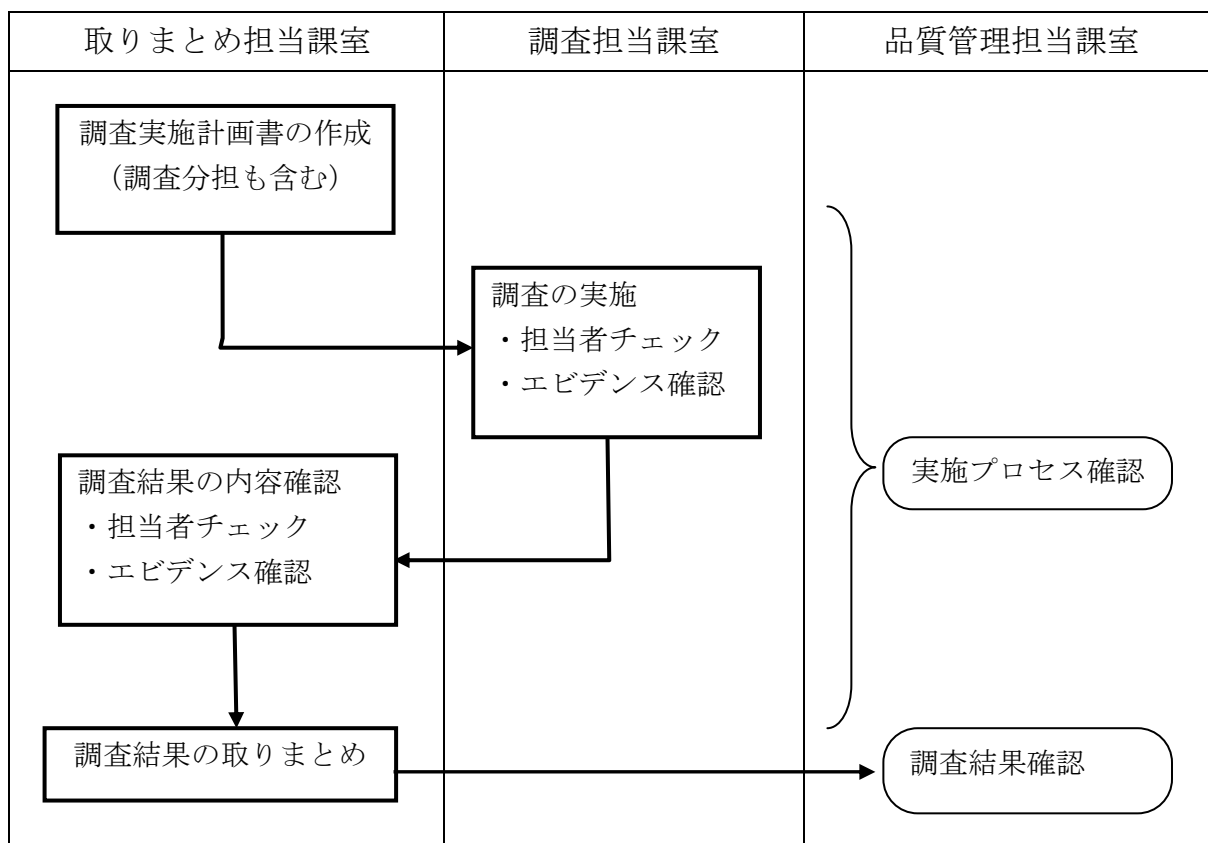 取りまとめ担当課室
調査担当課室
品質管理担当課室
調査実施計画書の作成
（調査分担も含む）
調査の実施
・担当者チェック
・エビデンス確認
調査結果の内容確認
・担当者チェック
・エビデンス確認
実施プロセス確認
調査結果の取りまとめ
調査結果確認